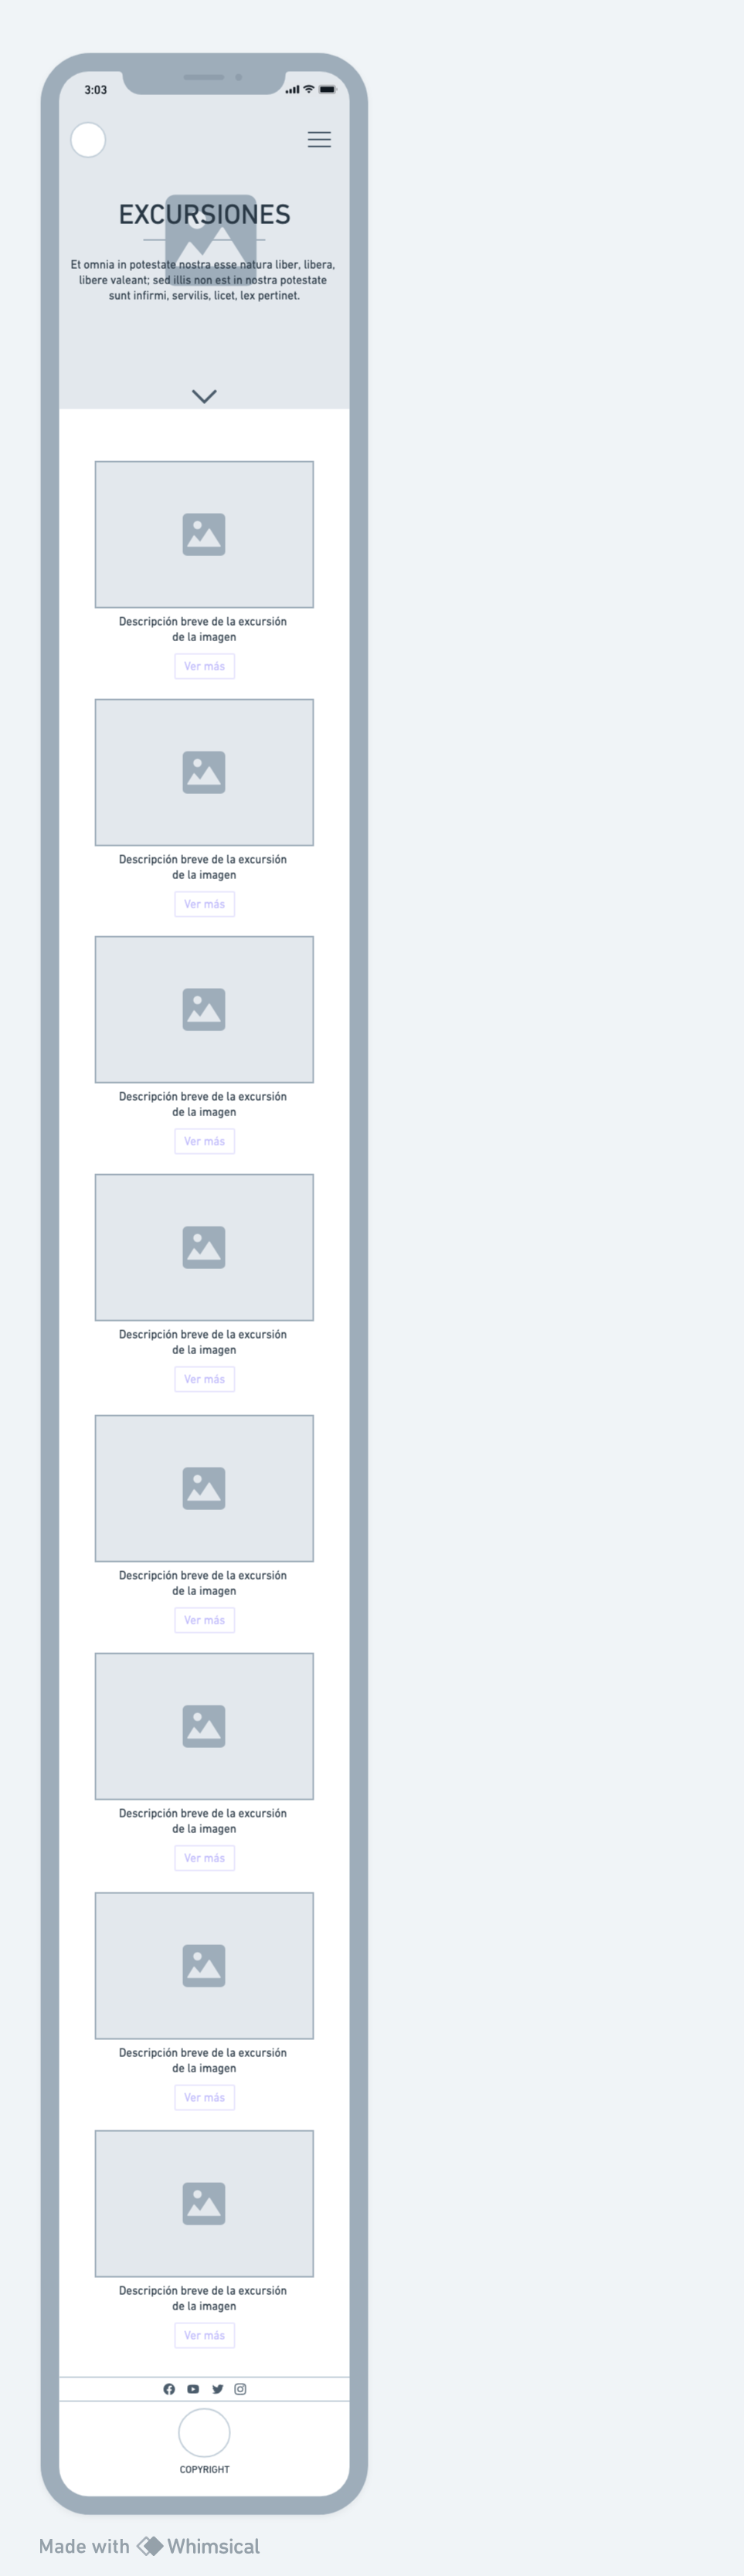 3:03
EXCURSIONES
Et omnia in potestate nostra esse natura liber, libera,
libere valeant; sed illis non est in nostra potestate
sunt infirmi, servilis, licet, lex pertinet.
Descripción breve de la excursión
de la imagen
Ver más
Descripción breve de la excursión
de la imagen
Ver más
Descripción breve de la excursión
de la imagen
Ver más
Descripción breve de la excursión
de la imagen
Ver más
Descripción breve de la excursión
de la imagen
Ver más
Descripción breve de la excursión
de la imagen
Ver más
Descripción breve de la excursión
de la imagen
Ver más
Descripción breve de la excursión
de la imagen
Ver más
COPYRIGHT
Made with Whimsical